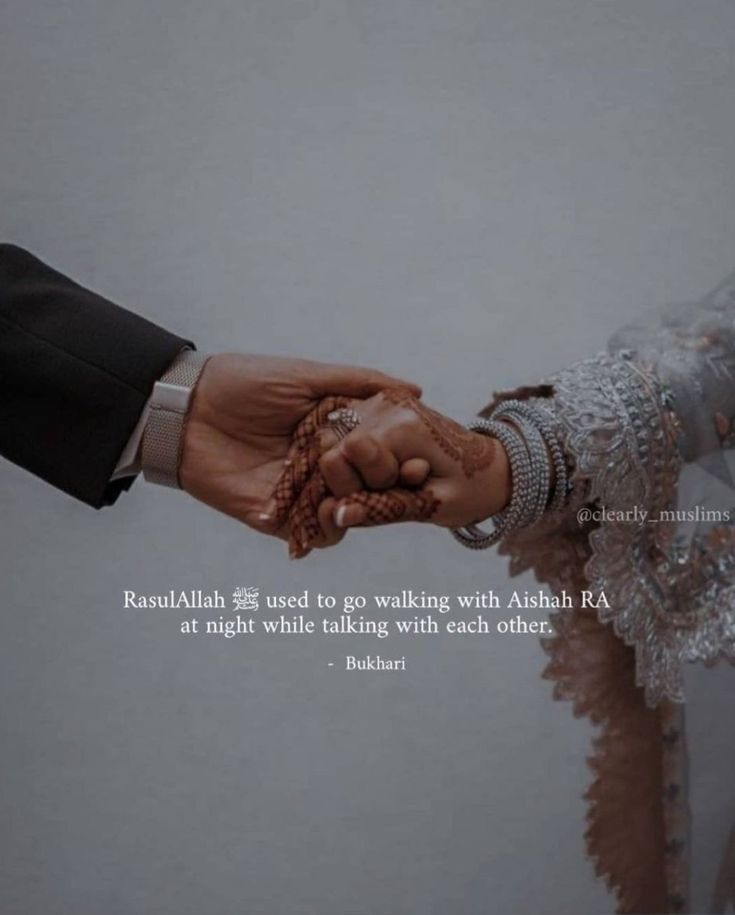 @clearly_muslims
RasulAllah ﷺ used to go walking with Aishah RA
at night while talking with each other.
- Bukhari